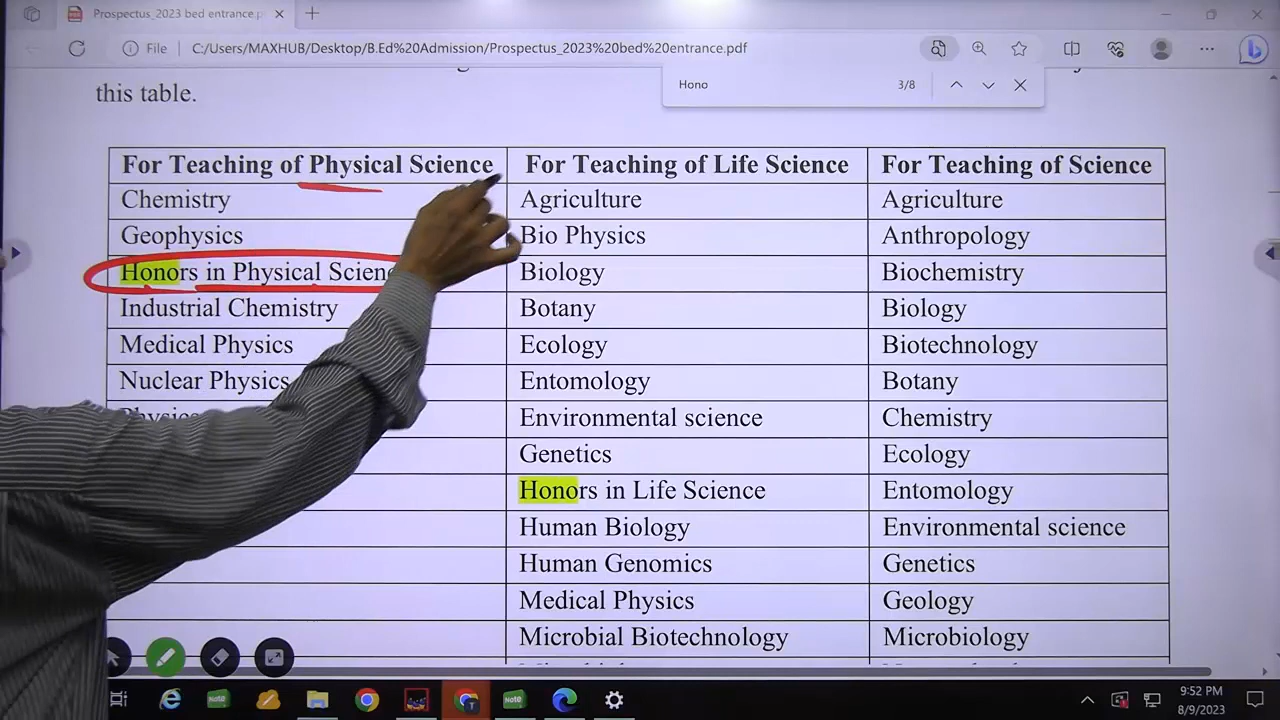 Prospectus_2023 bed entrance.p
File C:/Users/MAXHUB/Desktop/B.Ed%20Admission/Prospectus_2023%20bed%20entrance.pdf
Hono 3/8
this table.
For Teaching of Physical Science For Teaching of Life Science For Teaching of Science
Chemistry Agriculture Agriculture
Geophysics Bio Physics Anthropology
Honors in Physical Scienc Biology Biochemistry
Industrial Chemistry Botany Biology
Medical Physics Ecology Biotechnology
Nuclear Physics Entomology Botany
Physics Environmental science Chemistry
Genetics Ecology
Honors in Life Science Entomology
Human Biology Environmental science
Human Genomics Genetics
Medical Physics Geology
Microbial Biotechnology Microbiology
Note Note
9:52 PM
8/9/2023